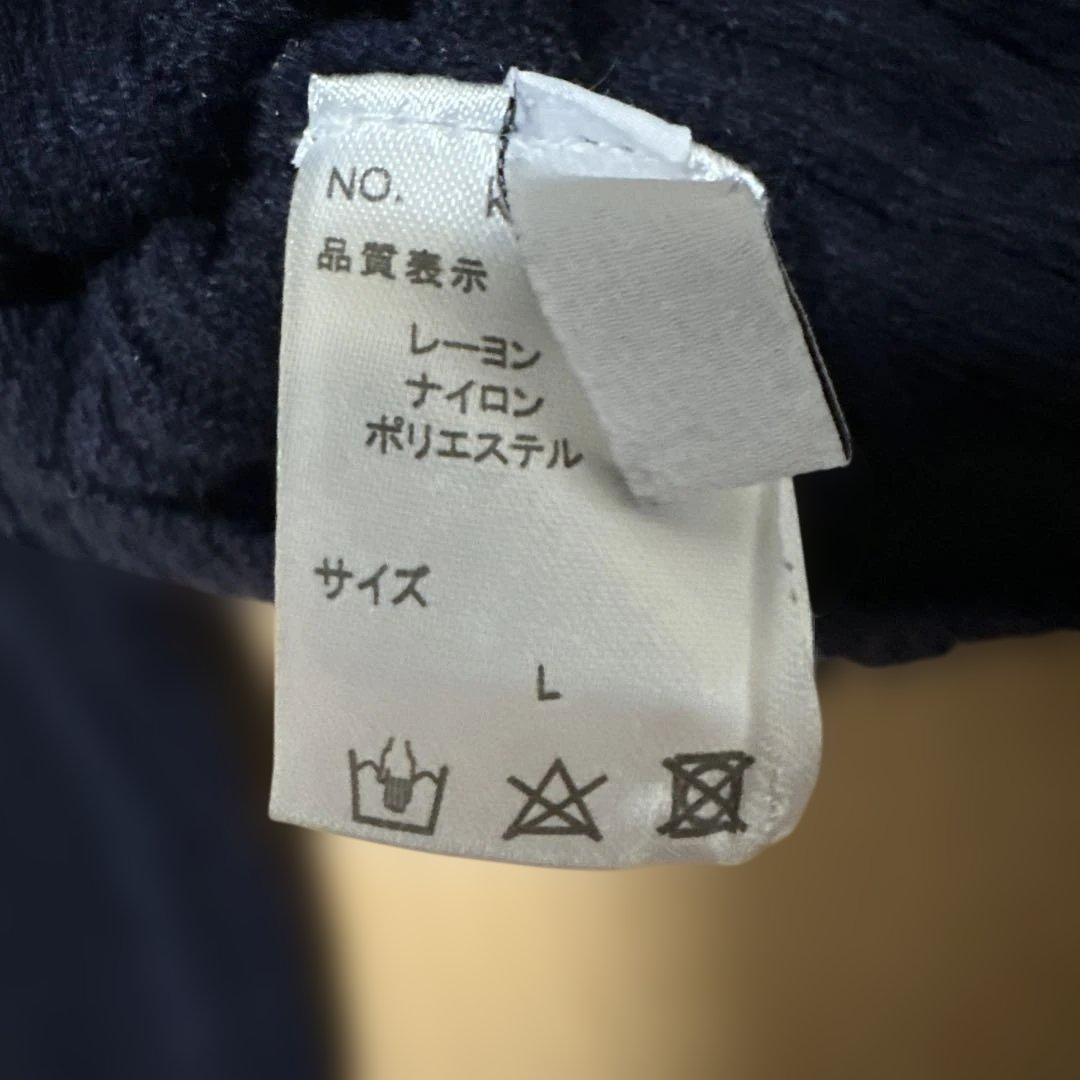 NO. K
品質表示
レーヨン
ナイロン
ポリエステル
サイズ
L